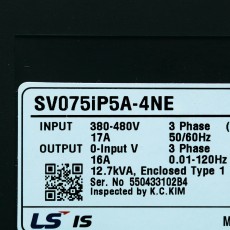 SV075iP5A-4NE
INPUT 380-480V 3 Phase (
17A 50/60Hz
OUTPUT 0-Input V 3 Phase
16A 0.01-120Hz
12.7kVA, Enclosed Type 1
Ser. No 550433102B4
Inspected by K.C.KIM
LS IS M